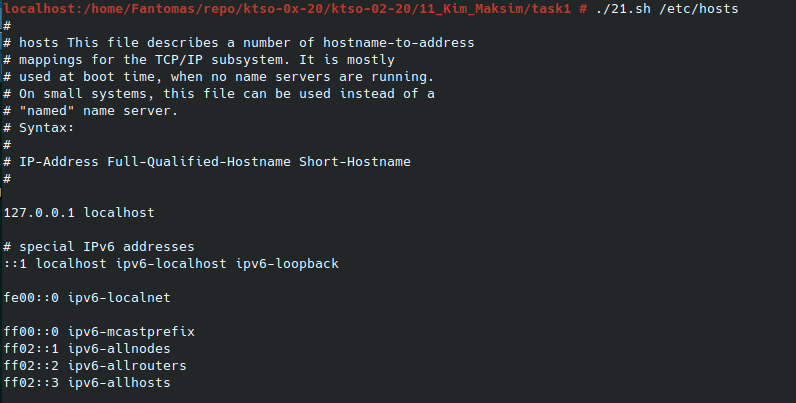 localhost:/home/Fantomas/repo/ktso-0x-20/ktso-02-20/11_Kim_Maksim/task1 # ./21.sh /etc/hosts
#
# hosts This file describes a number of hostname-to-address
# mappings for the TCP/IP subsystem. It is mostly
# used at boot time, when no name servers are running.
# On small systems, this file can be used instead of a
# "named" name server.
# Syntax:
#
# IP-Address Full-Qualified-Hostname Short-Hostname
#
127.0.0.1 localhost
# special IPv6 addresses
::1 localhost ipv6-localhost ipv6-loopback
fe00::0 ipv6-localnet
ff00::0 ipv6-mcastprefix
ff02::1 ipv6-allnodes
ff02::2 ipv6-allrouters
ff02::3 ipv6-allhosts